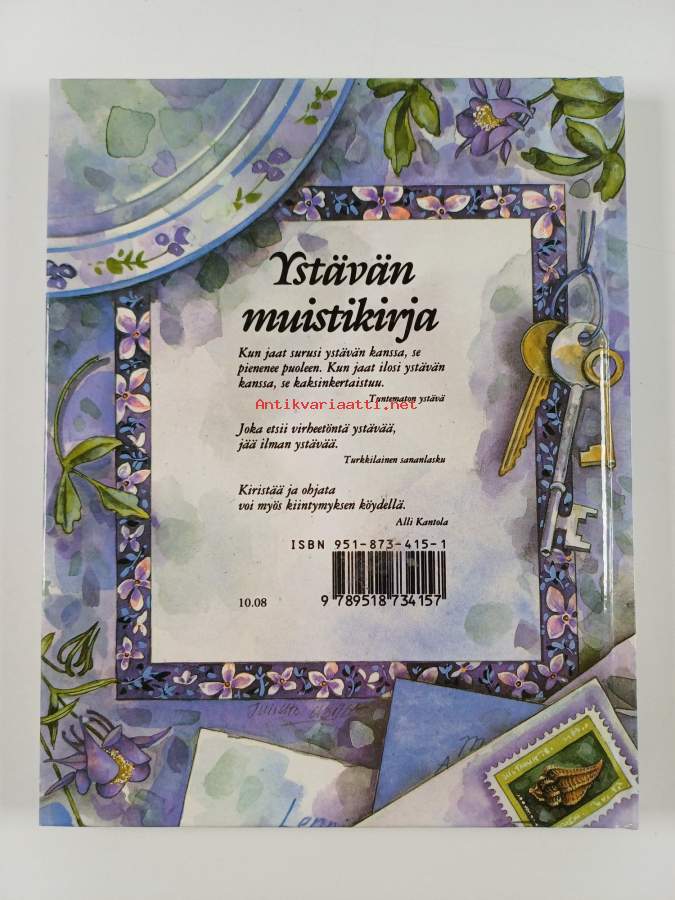 Ystävän
muistikirja
Kun jaat surusi ystävän kanssa, se
pienenee puoleen. Kun jaat ilosi ystävän
kanssa, se kaksinkertaistuu.
Tuntematon ystävä
Antikvariaatti.net
Joka etsii virheetöntä ystävää,
jää ilman ystävää.
Turkkilainen sananlasku
Kiristää ja ohjata
voi myös kiintymyksen köydellä.
Alli Kantola
ISBN 951-873-415-1
10.08
9 789518 734157